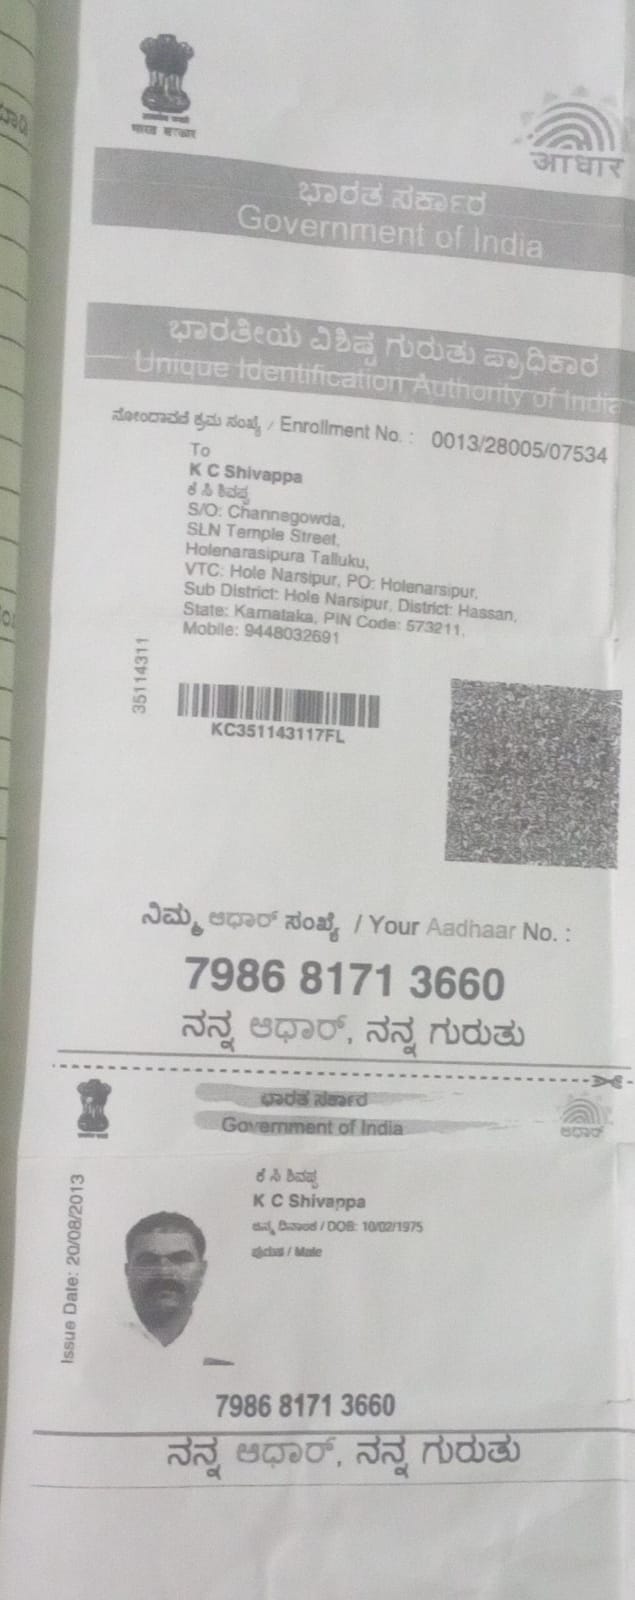 भारत सरकार
आधार
ಭಾರತ ಸರ್ಕಾರ
Government of India
ಭಾರತೀಯ ವಿಶಿಷ್ಟ ಗುರುತು ಪ್ರಾಧಿಕಾರ
Unique Identification Authority of India
ನೋಂದಾವಣೆ ಕ್ರಮ ಸಂಖ್ಯೆ / Enrollment No. : 0013/28005/07534
To
K C Shivappa
ಕೆ ಸಿ ಶಿವಪ್ಪ
S/O: Channegowda,
SLN Temple Street,
Holenarasipura Talluku,
VTC: Hole Narsipur, PO: Holenarsipur,
Sub District: Hole Narsipur, District: Hassan,
State: Karnataka, PIN Code: 573211,
Mobile: 9448032691
35114311
KC351143117FL
ನಿಮ್ಮ ಆಧಾರ್ ಸಂಖ್ಯೆ / Your Aadhaar No. :
7986 8171 3660
ನನ್ನ ಆಧಾರ್, ನನ್ನ ಗುರುತು
ಭಾರತ ಸರ್ಕಾರ
Government of India
ಆಧಾರ್
Issue Date: 20/08/2013
ಕೆ ಸಿ ಶಿವಪ್ಪ
K C Shivappa
ಜನ್ಮ ದಿನಾಂಕ / DOB: 10/02/1975
ಪುರುಷ / Male
7986 8171 3660
ನನ್ನ ಆಧಾರ್, ನನ್ನ ಗುರುತು